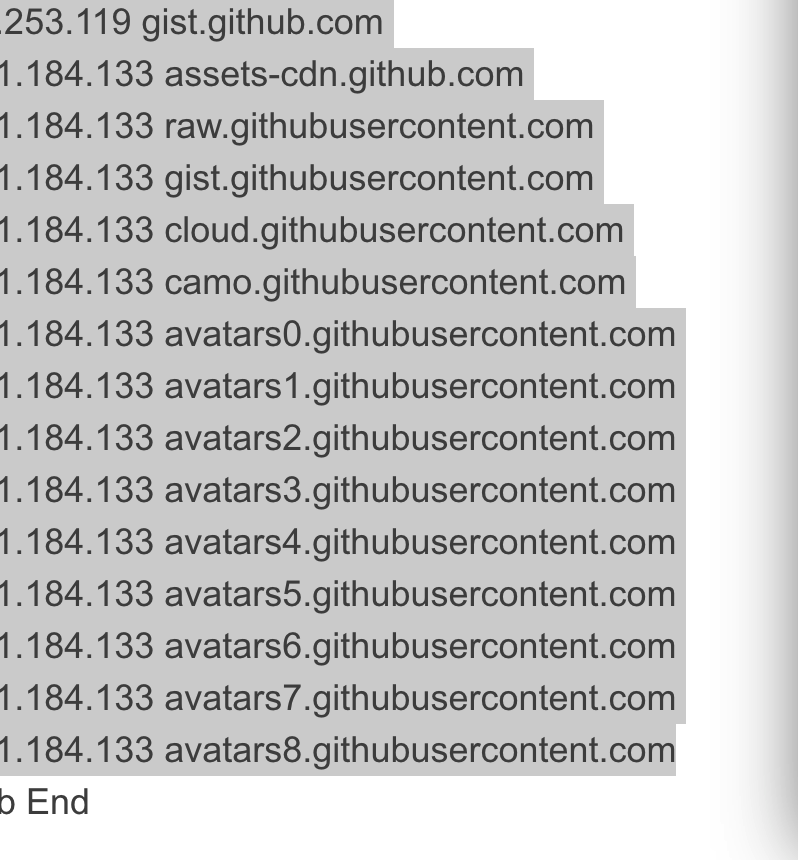 .253.119 gist.github.com
1.184.133 assets-cdn.github.com
1.184.133 raw.githubusercontent.com
1.184.133 gist.githubusercontent.com
1.184.133 cloud.githubusercontent.com
1.184.133 camo.githubusercontent.com
1.184.133 avatars0.githubusercontent.com
1.184.133 avatars1.githubusercontent.com
1.184.133 avatars2.githubusercontent.com
1.184.133 avatars3.githubusercontent.com
1.184.133 avatars4.githubusercontent.com
1.184.133 avatars5.githubusercontent.com
1.184.133 avatars6.githubusercontent.com
1.184.133 avatars7.githubusercontent.com
1.184.133 avatars8.githubusercontent.com
b End